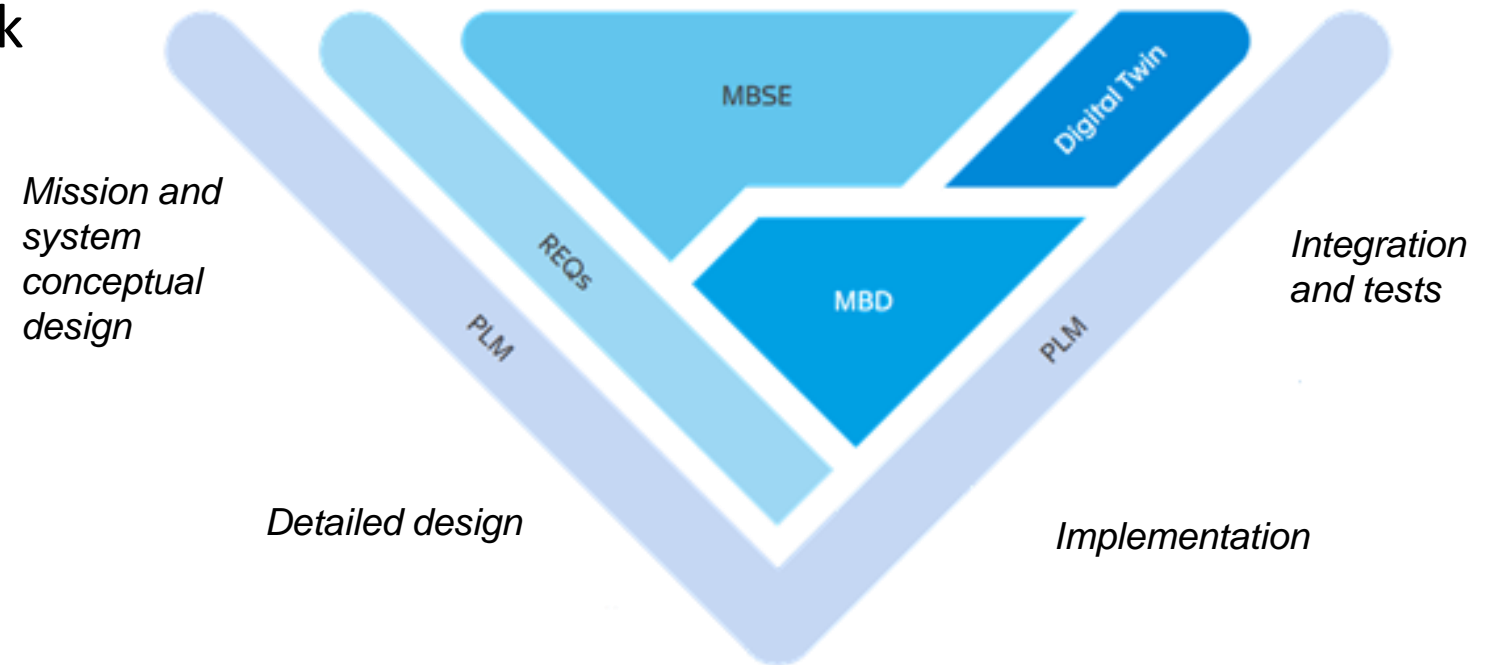 k
MBSE
Digital Twin
Mission and
system
conceptual
design
REQs
Integration
and tests
MBD
PLM
PLM
Detailed design
Implementation